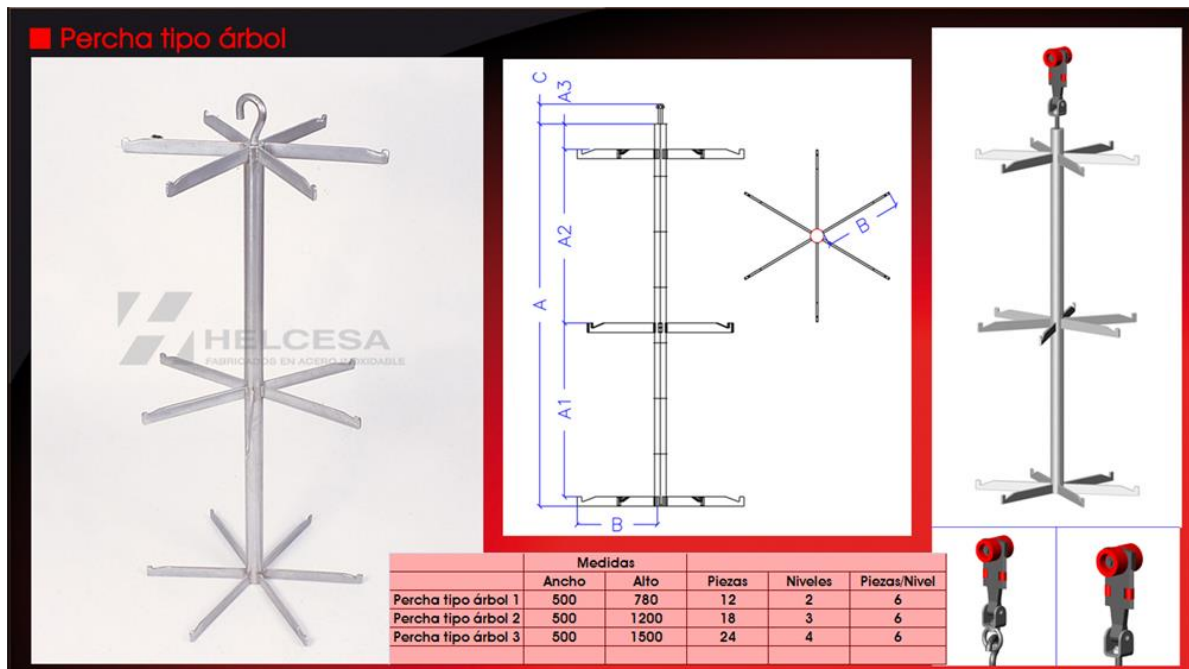 Percha tipo árbol
HELCESA
FABRICADOS EN ACERO INOXIDABLE
C
A3
A2
A
A1
B
B
Medidas
Ancho Alto Piezas Niveles Piezas/Nivel
Percha tipo árbol 1 500 780 12 2 6
Percha tipo árbol 2 500 1200 18 3 6
Percha tipo árbol 3 500 1500 24 4 6